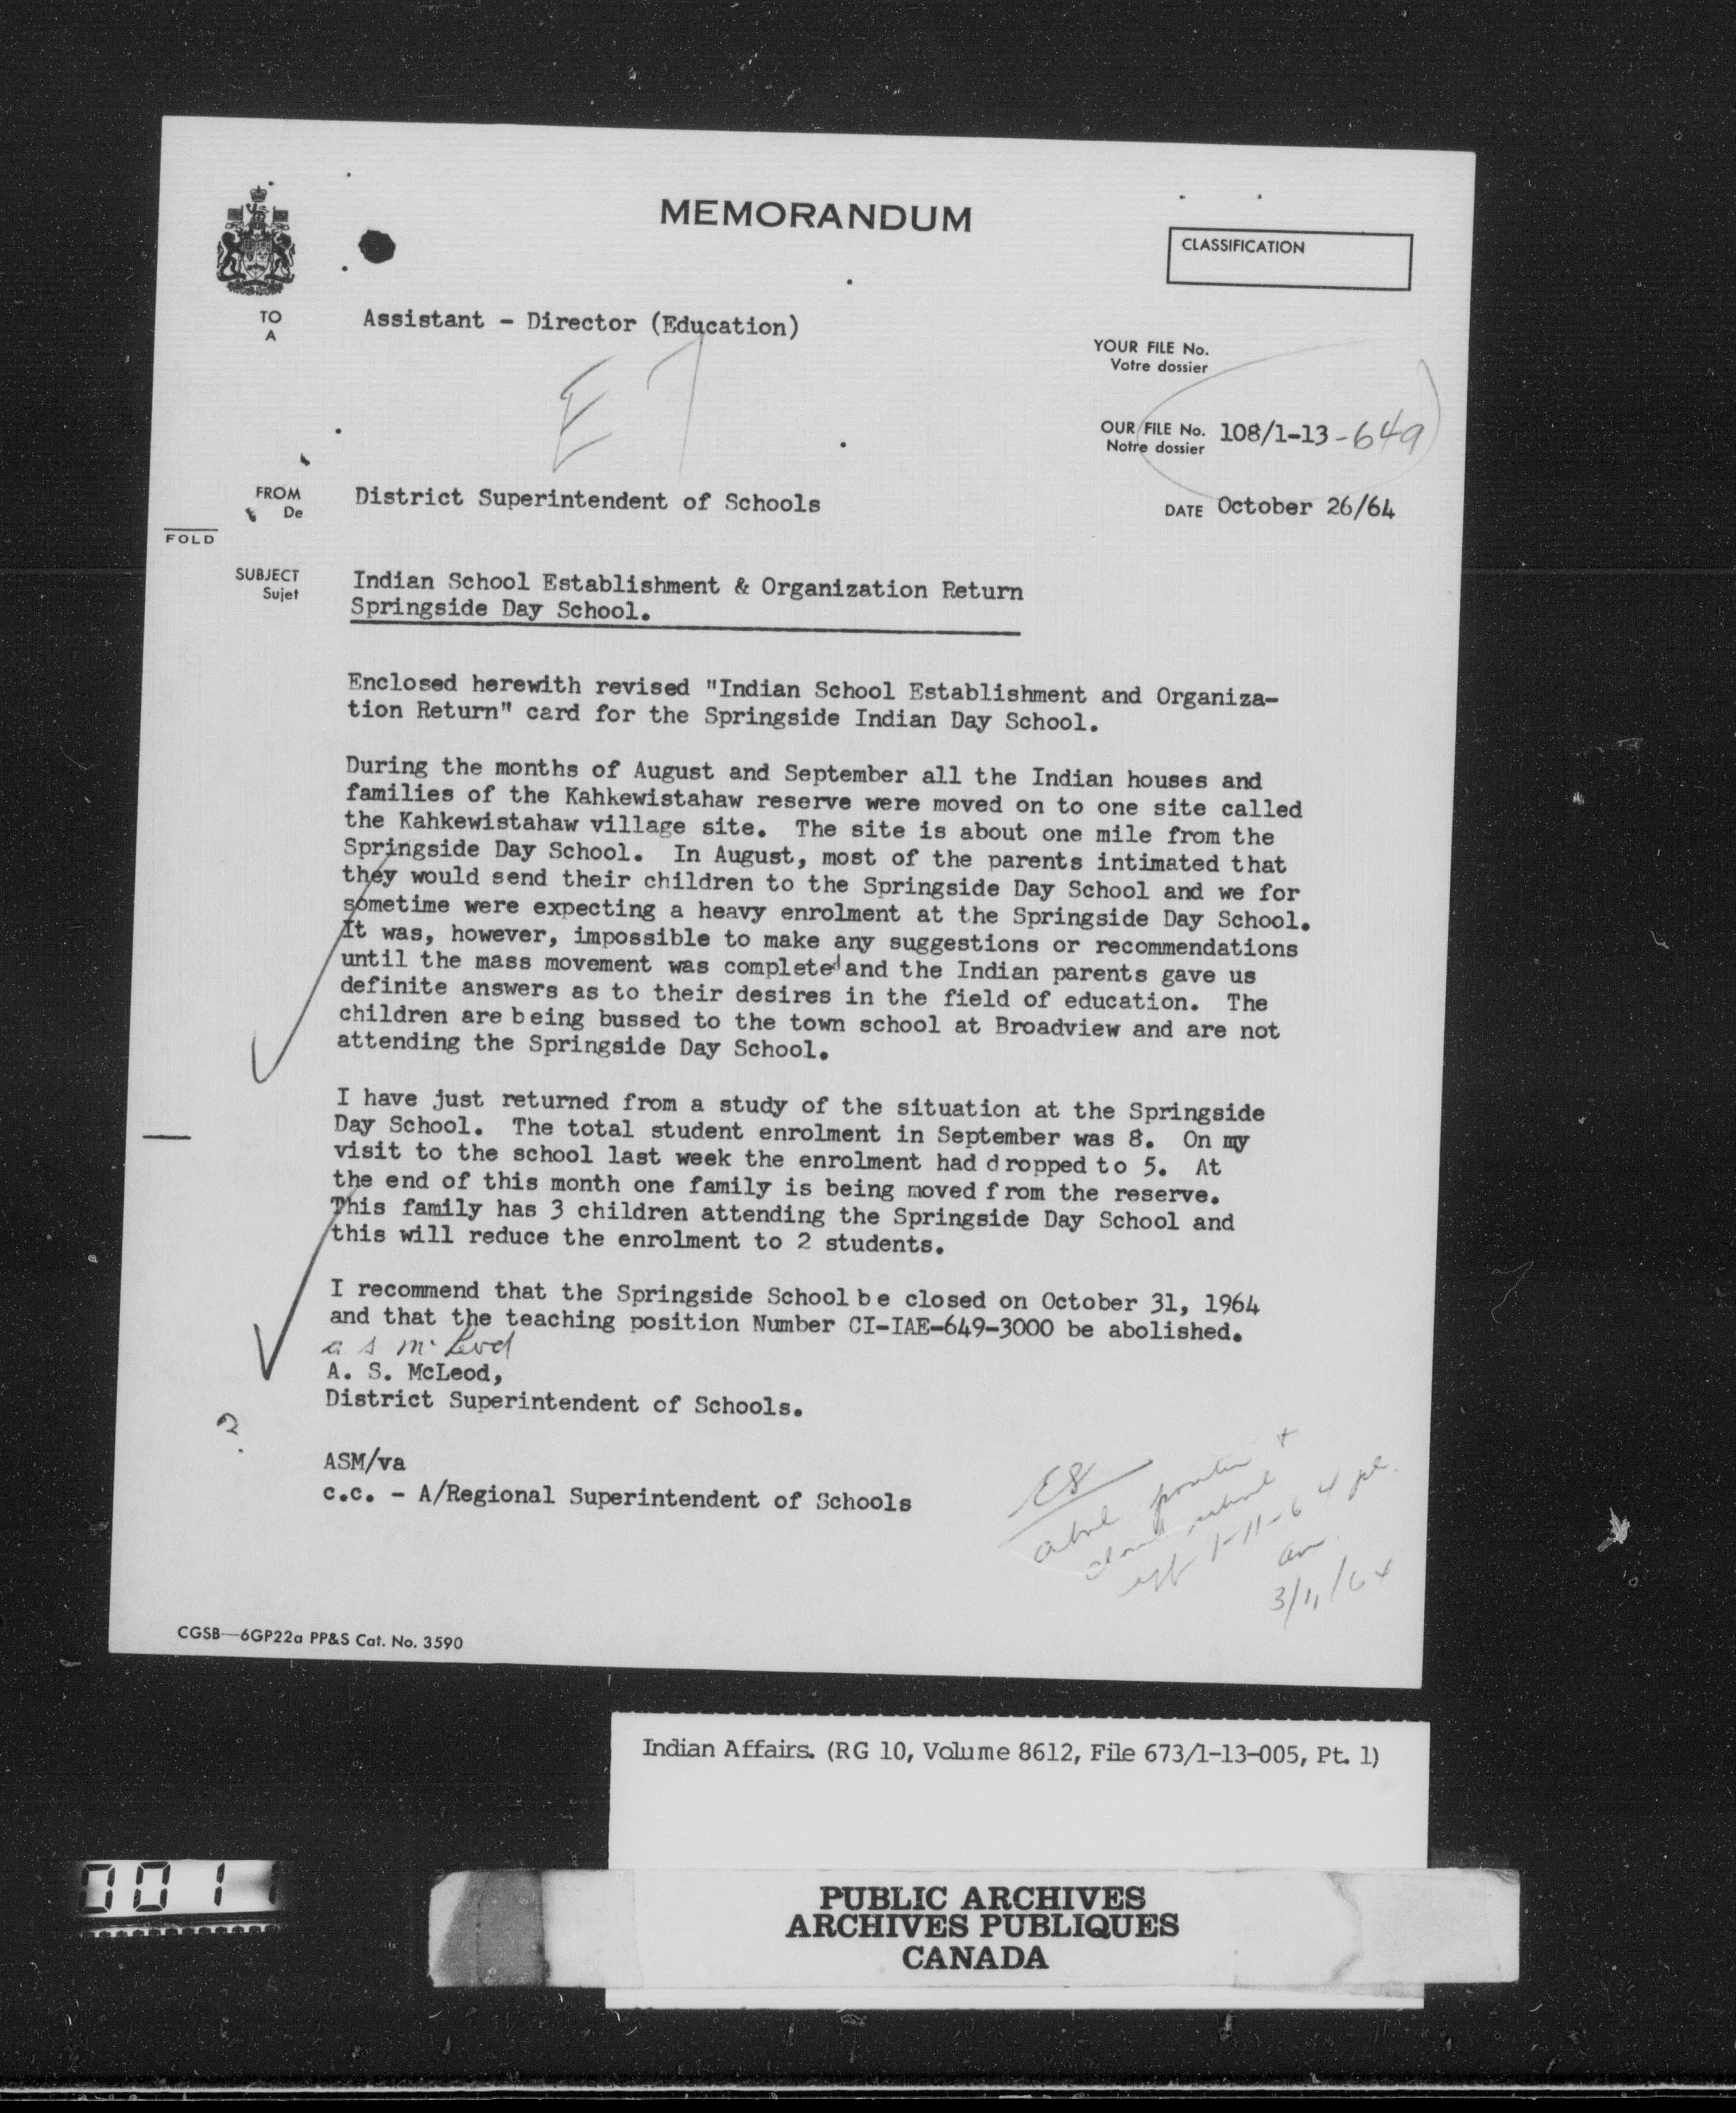 MEMORANDUM
CLASSIFICATION
TO
A
Assistant - Director (Education)
YOUR FILE No.
Votre dossier
E7
OUR FILE No. 108/1-13-649
Notre dossier
FROM
De
District Superintendent of Schools
DATE October 26/64
FOLD
SUBJECT
Sujet
Indian School Establishment & Organization Return
Springside Day School.
Enclosed herewith revised "Indian School Establishment and Organiza-
tion Return" card for the Springside Indian Day School.
During the months of August and September all the Indian houses and
families of the Kahkewistahaw reserve were moved on to one site called
the Kahkewistahaw village site. The site is about one mile from the
Springside Day School. In August, most of the parents intimated that
they would send their children to the Springside Day School and we for
sometime were expecting a heavy enrolment at the Springside Day School.
It was, however, impossible to make any suggestions or recommendations
until the mass movement was completed and the Indian parents gave us
definite answers as to their desires in the field of education. The
children are being bussed to the town school at Broadview and are not
attending the Springside Day School.
I have just returned from a study of the situation at the Springside
Day School. The total student enrolment in September was 8. On my
visit to the school last week the enrolment had dropped to 5. At
the end of this month one family is being moved from the reserve.
This family has 3 children attending the Springside Day School and
this will reduce the enrolment to 2 students.
I recommend that the Springside School be closed on October 31, 1964
and that the teaching position Number CI-IAE-649-3000 be abolished.
a s McLeod
A. S. McLeod,
District Superintendent of Schools.
?
ASM/va
c.c. - A/Regional Superintendent of Schools
E8
eff 1-11-64
3/11/64
CGSB-6GP22a PP&S Cat. No. 3590
Indian Affairs. (RG 10, Volume 8612, File 673/1-13-005, Pt. 1)
001
PUBLIC ARCHIVES
ARCHIVES PUBLIQUES
CANADA